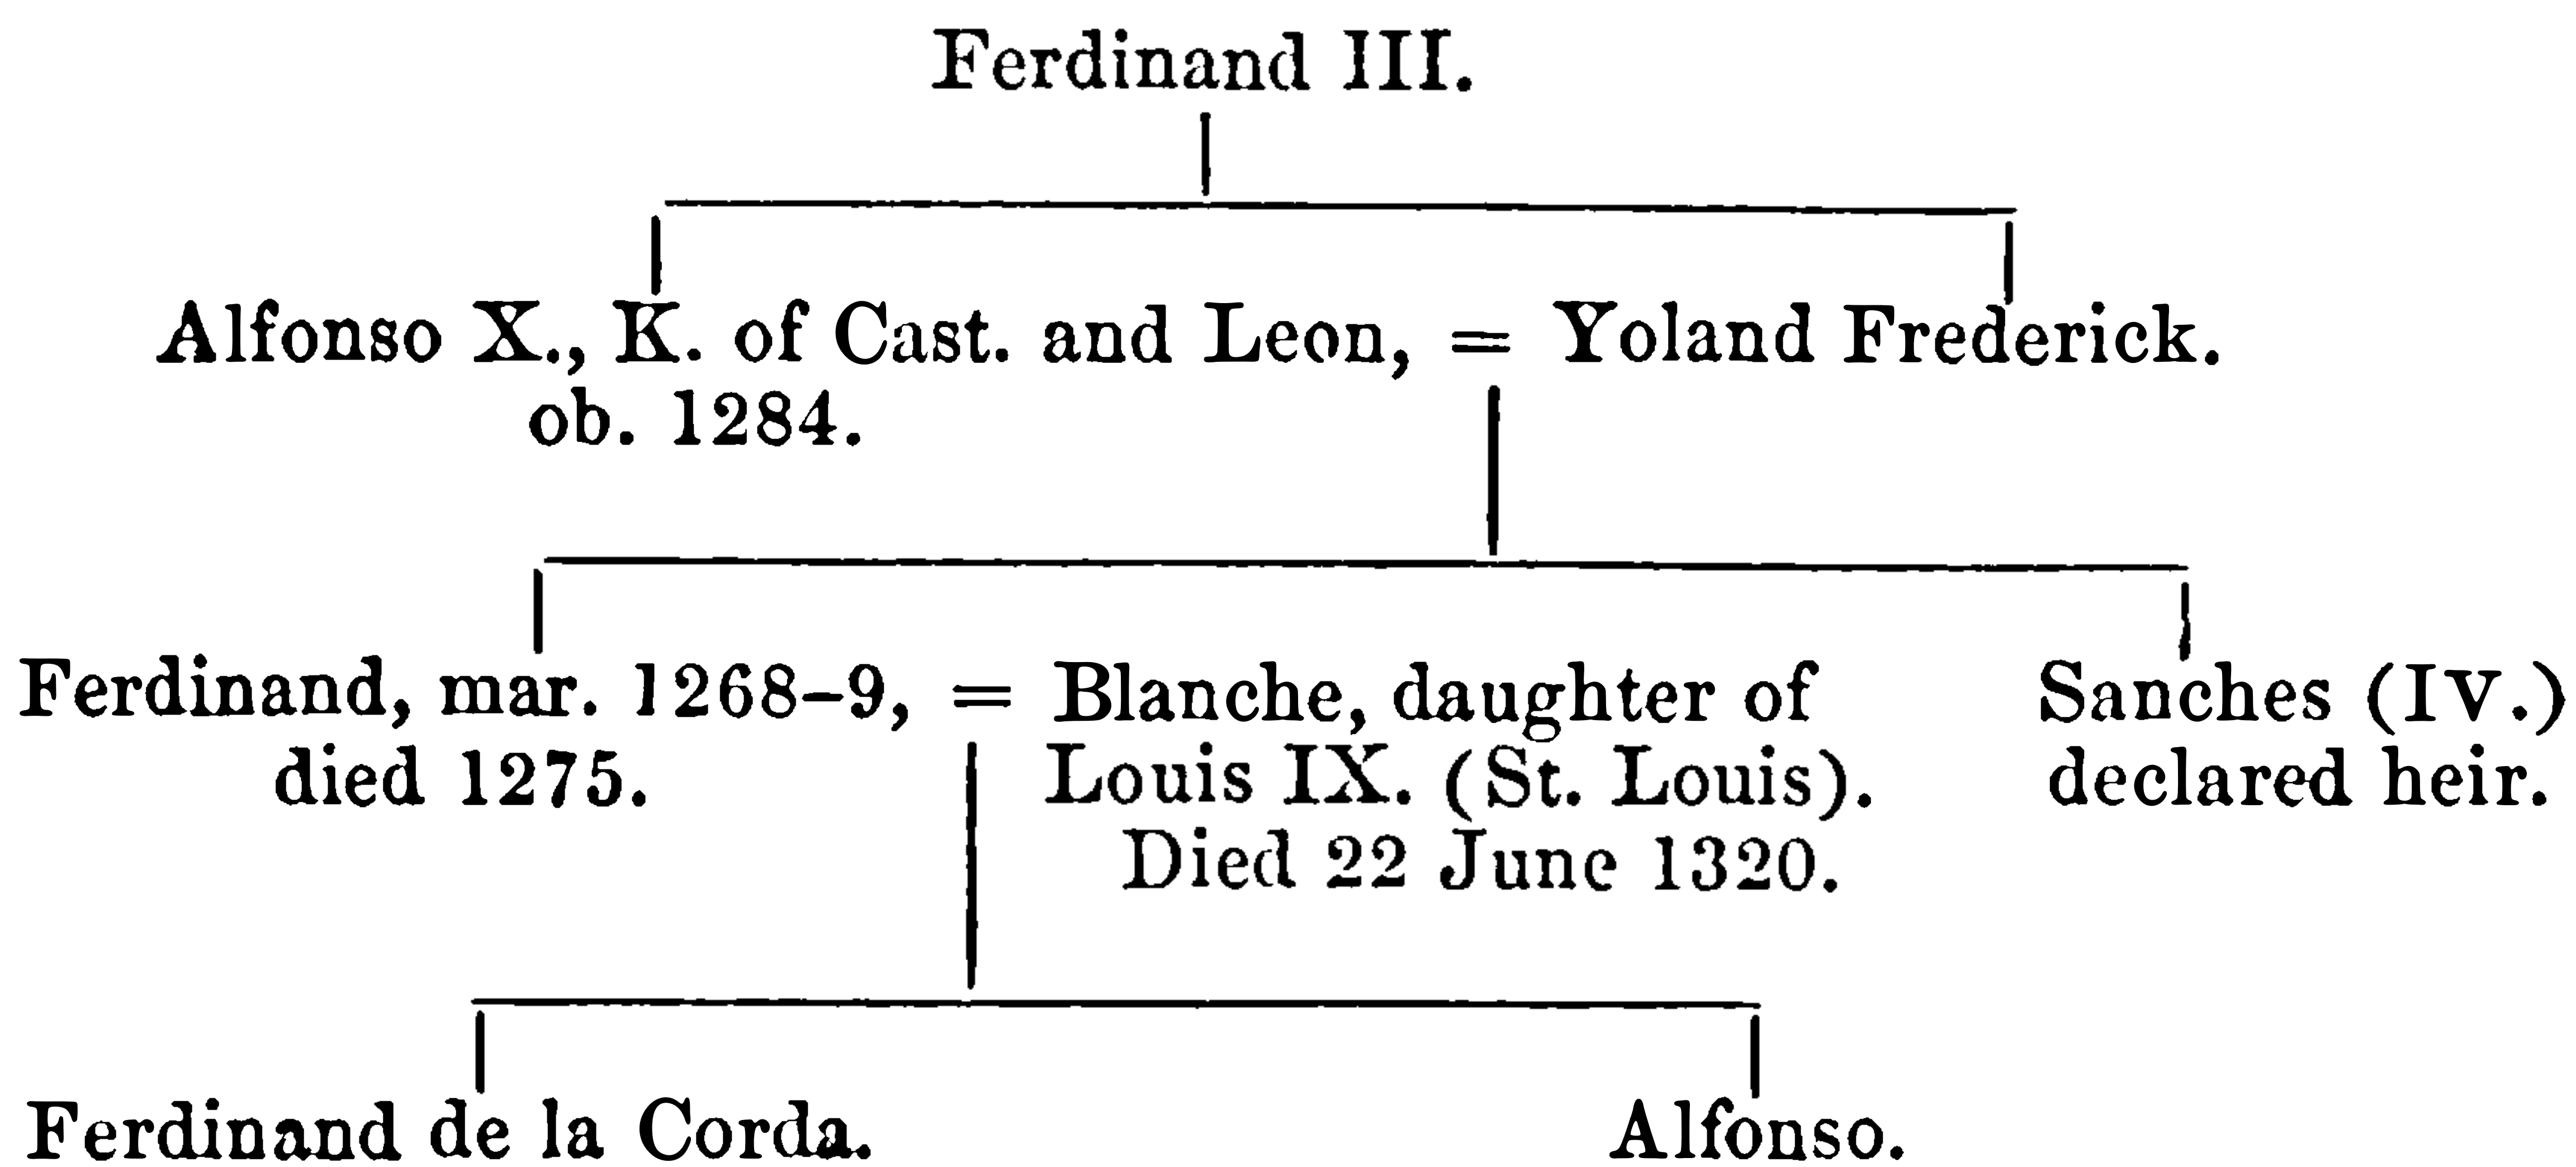 Ferdinand III.
Alfonso X., K. of Cast. and Leon, = Yoland Frederick.
ob. 1284.
Ferdinand, mar. 1268–9, = Blanche, daughter of Sanches (IV.)
died 1275. Louis IX. (St. Louis). declared heir.
Died 22 June 1320.
Ferdinand de la Corda. Alfonso.